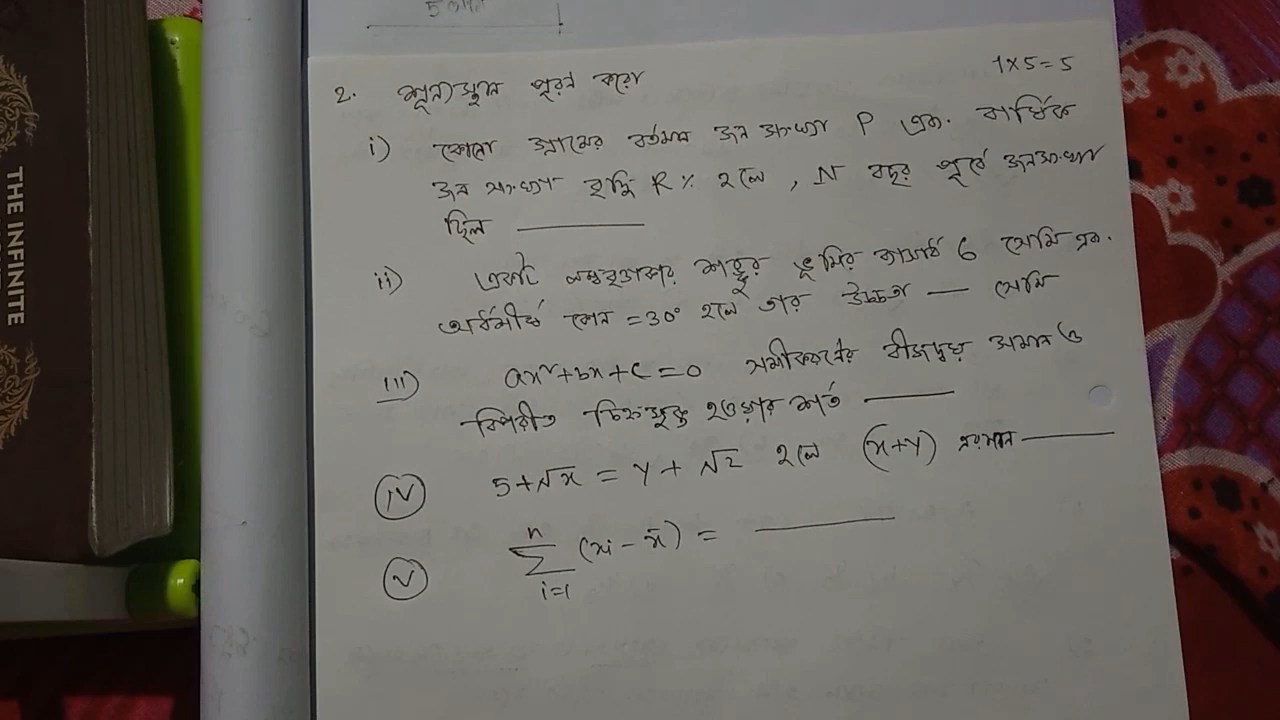 THE INFINITE
2. শূন্যস্থান পূরন করো 1×5=5
i) কোনো গ্রামের বর্তমান জন সংখ্যা P এবং বার্ষিক
জন সংখ্যা বৃদ্ধি R% হলে, N বছর পূর্বে জনসংখ্যা
ছিল ______
ii) একটি লম্ববৃত্তাকার শঙ্কুর ভূমির ব্যাসার্ধ 6 সেমি এবং
অর্ধশীর্ষ কোন =30° হলে তার উচ্চতা — সেমি
iii) ax²+bx+c=0 সমীকরণের বীজদ্বয় সমান ও
বিপরীত চিহ্নযুক্ত হওয়ার শর্ত ______
iv 5+√x = y+√2 হলে (x+y) এর মান ______
v n∑i=1 (xi - x̄) = ______